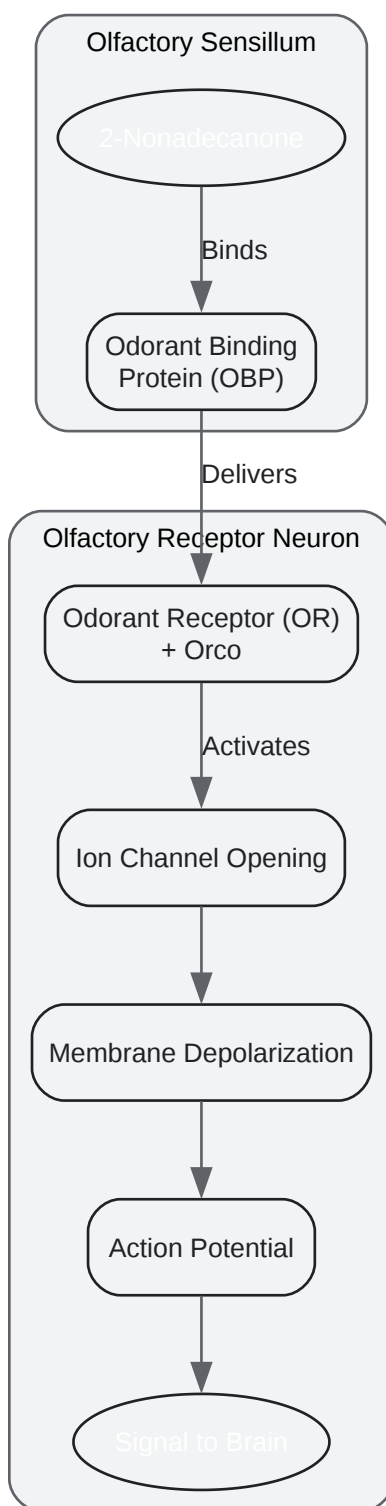 Olfactory Sensillum
2-Nonadecanone
Binds
Odorant Binding
Protein (OBP)
Delivers
Olfactory Receptor Neuron
Odorant Receptor (OR)
+ Orco
Activates
Ion Channel Opening
Membrane Depolarization
Action Potential
Signal to Brain